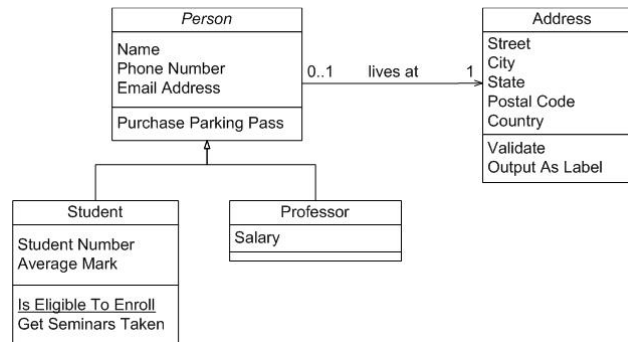 Person
Name
Phone Number
Email Address
Purchase Parking Pass
0..1 lives at 1
Address
Street
City
State
Postal Code
Country
Validate
Output As Label
Student
Student Number
Average Mark
Is Eligible To Enroll
Get Seminars Taken
Professor
Salary